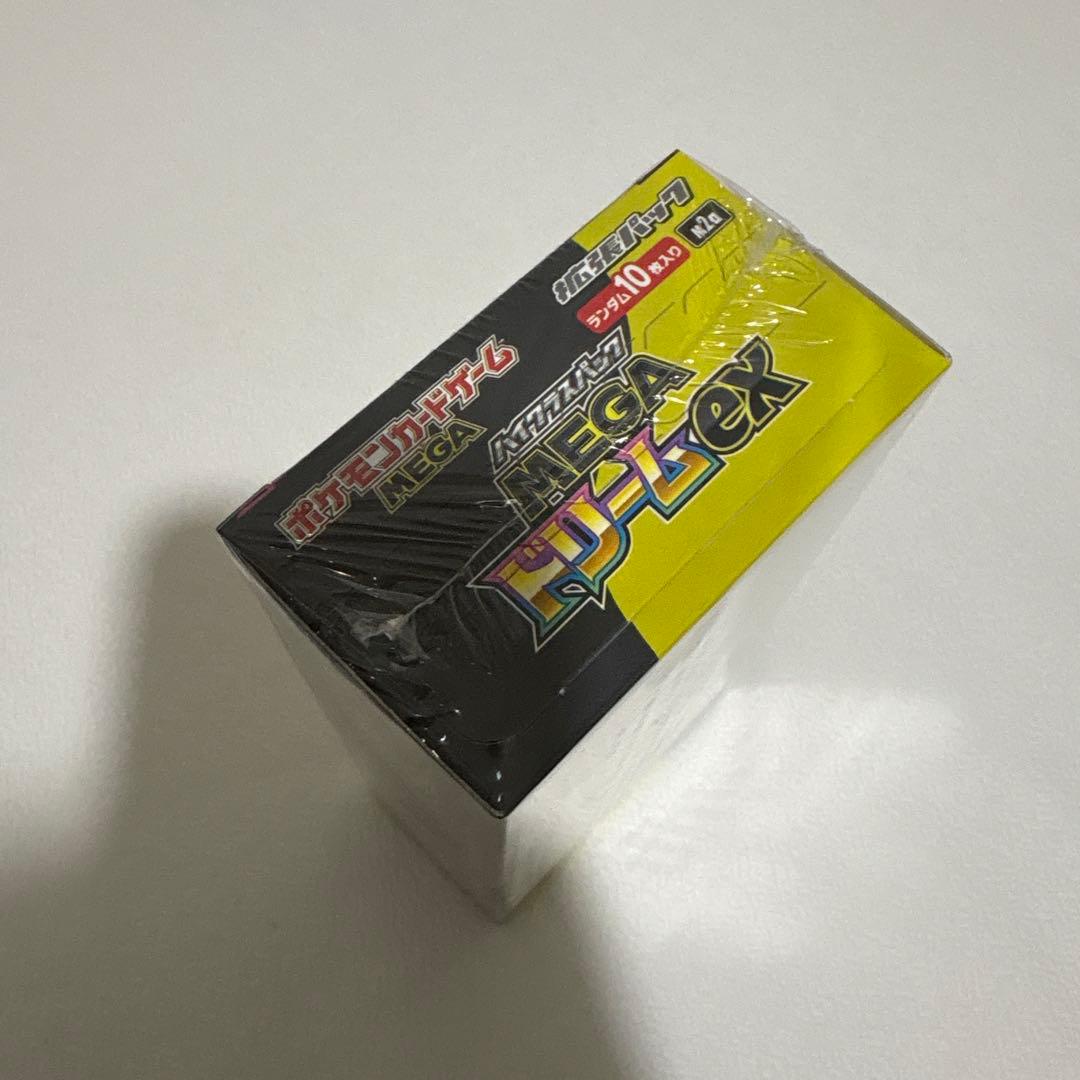 拡張パック
M2a
ランダム10枚入り
ポケモンカードゲーム
MEGA
ハイクラスパック
MEGA
ドリームex